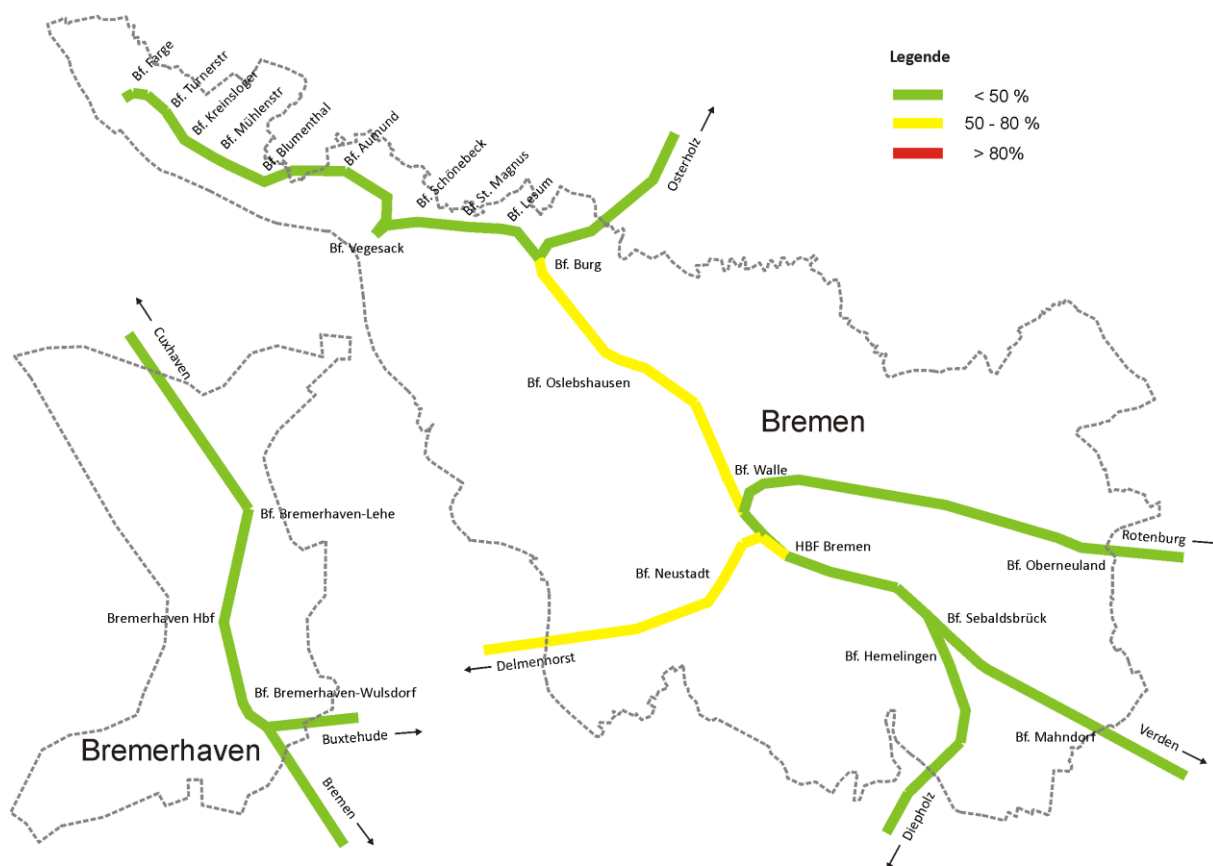 Legende
< 50 %
50 - 80 %
> 80%
Bf. Farge
Bf. Turnerstr
Bf. Kreinsloger
Bf. Mühlenstr
Bf. Blumenthal
Bf. Aumund
Bf. Schönebeck
Bf. St. Magnus
Bf. Lesum
Osterholz
Bf. Vegesack
Bf. Burg
Cuxhaven
Bf. Oslebshausen
Bremen
Bf. Walle
Bf. Bremerhaven-Lehe
Rotenburg
HBF Bremen
Bf. Oberneuland
Bf. Neustadt
Bremerhaven Hbf
Bf. Sebaldsbrück
Bf. Hemelingen
Delmenhorst
Bf. Bremerhaven-Wulsdorf
Buxtehude
Bf. Mahndorf
Verden
Bremerhaven
Bremen
Diepholz